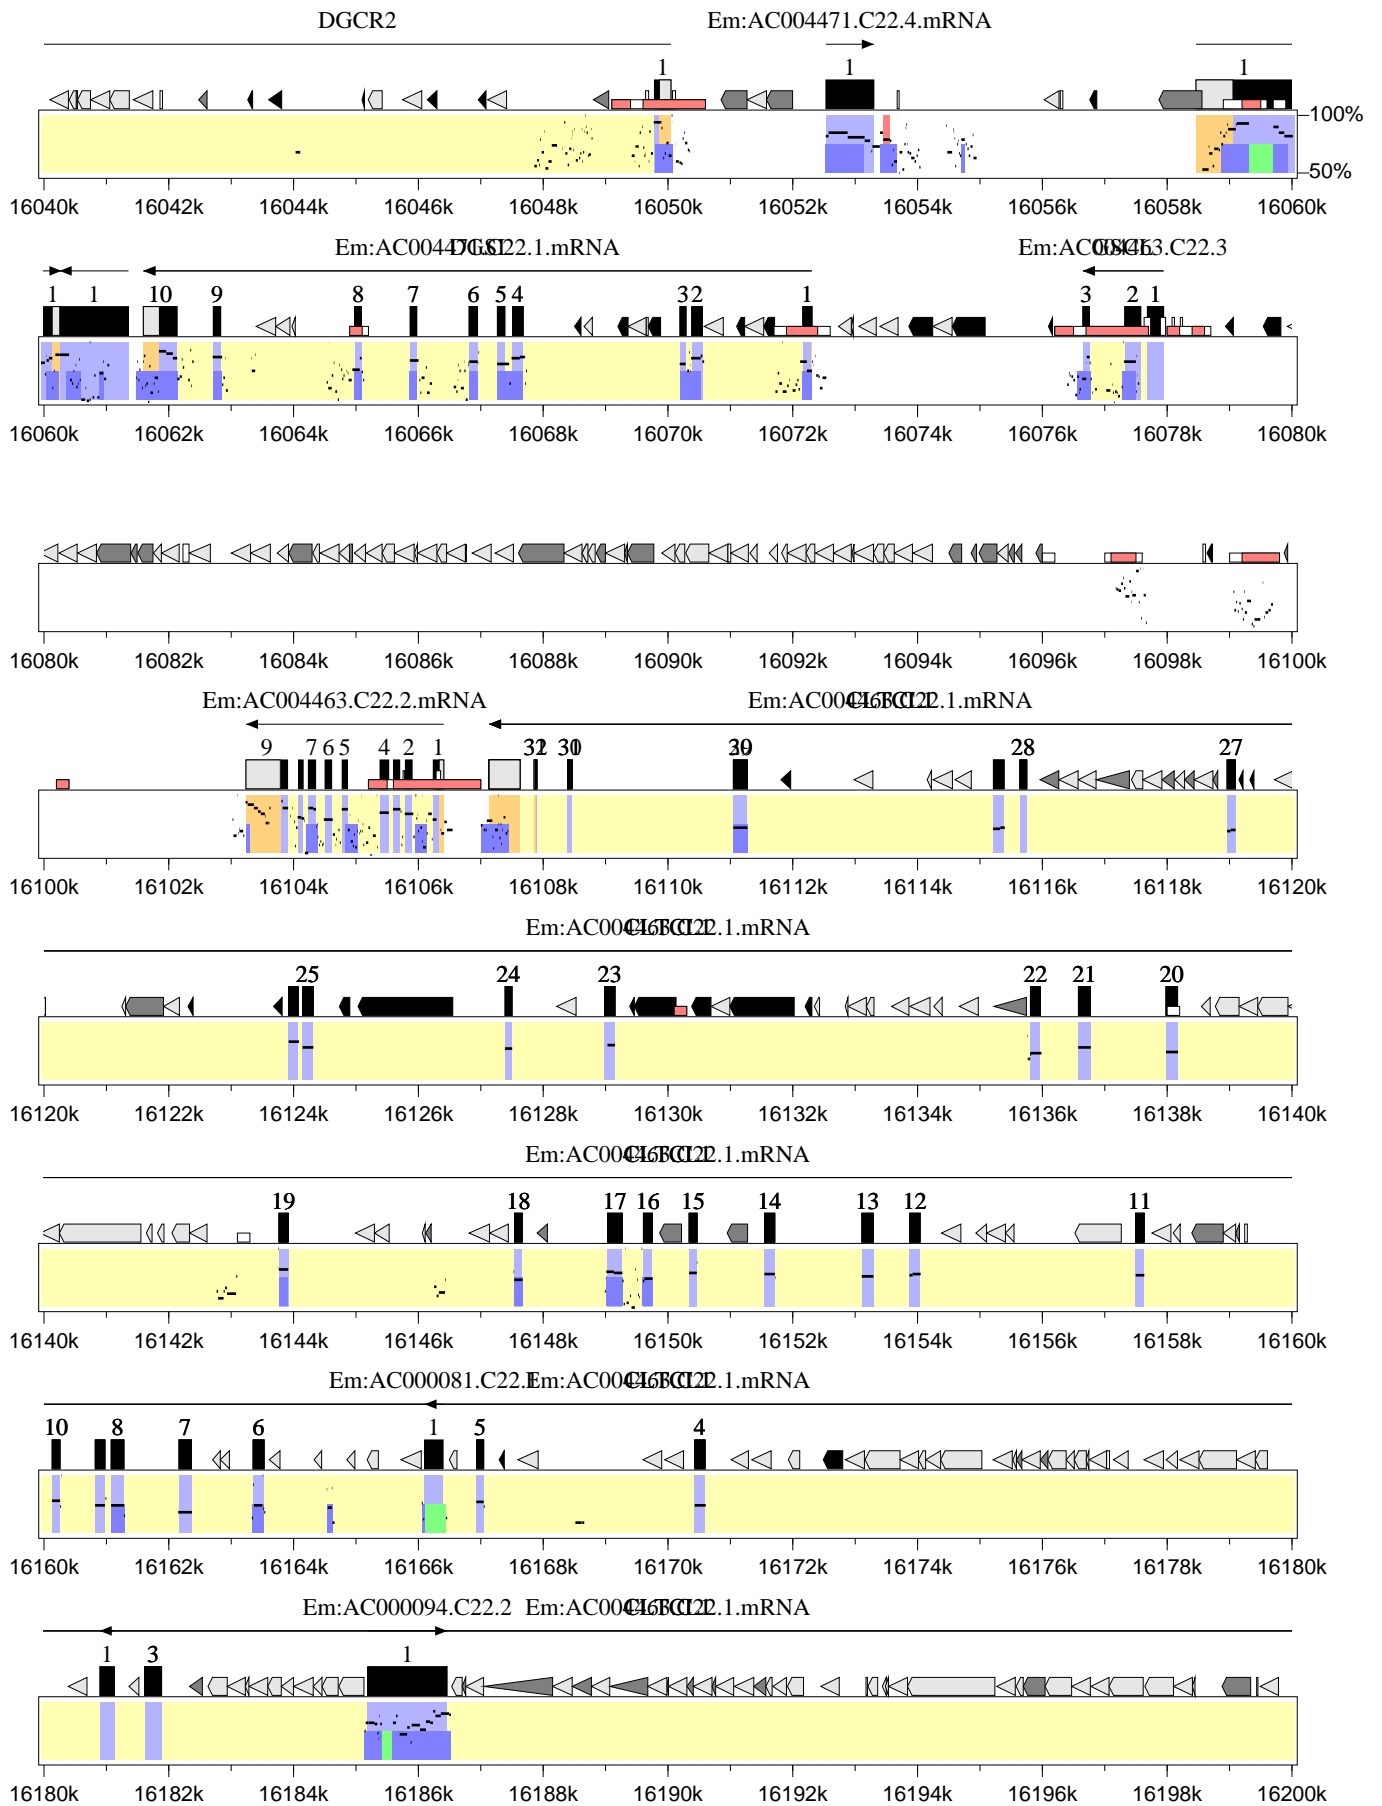 DGCR2 Em:AC004471.C22.4.mRNA
1 1 1
100%
50%
16040k 16042k 16044k 16046k 16048k 16050k 16052k 16054k 16056k 16058k 16060k
1 1 10 9 8 7 6 5 4 3 2 1 3 2 1
16060k 16062k 16064k 16066k 16068k 16070k 16072k 16074k 16076k 16078k 16080k
16080k 16082k 16084k 16086k 16088k 16090k 16092k 16094k 16096k 16098k 16100k
Em:AC004463.C22.2.mRNA
9 7 6 5 4 2 1 28 27
16100k 16102k 16104k 16106k 16108k 16110k 16112k 16114k 16116k 16118k 16120k
25 24 23 22 21 20
16120k 16122k 16124k 16126k 16128k 16130k 16132k 16134k 16136k 16138k 16140k
19 18 17 16 15 14 13 12 11
16140k 16142k 16144k 16146k 16148k 16150k 16152k 16154k 16156k 16158k 16160k
10 8 7 6 1 5 4
16160k 16162k 16164k 16166k 16168k 16170k 16172k 16174k 16176k 16178k 16180k
Em:AC000094.C22.2
1 3 1
16180k 16182k 16184k 16186k 16188k 16190k 16192k 16194k 16196k 16198k 16200k